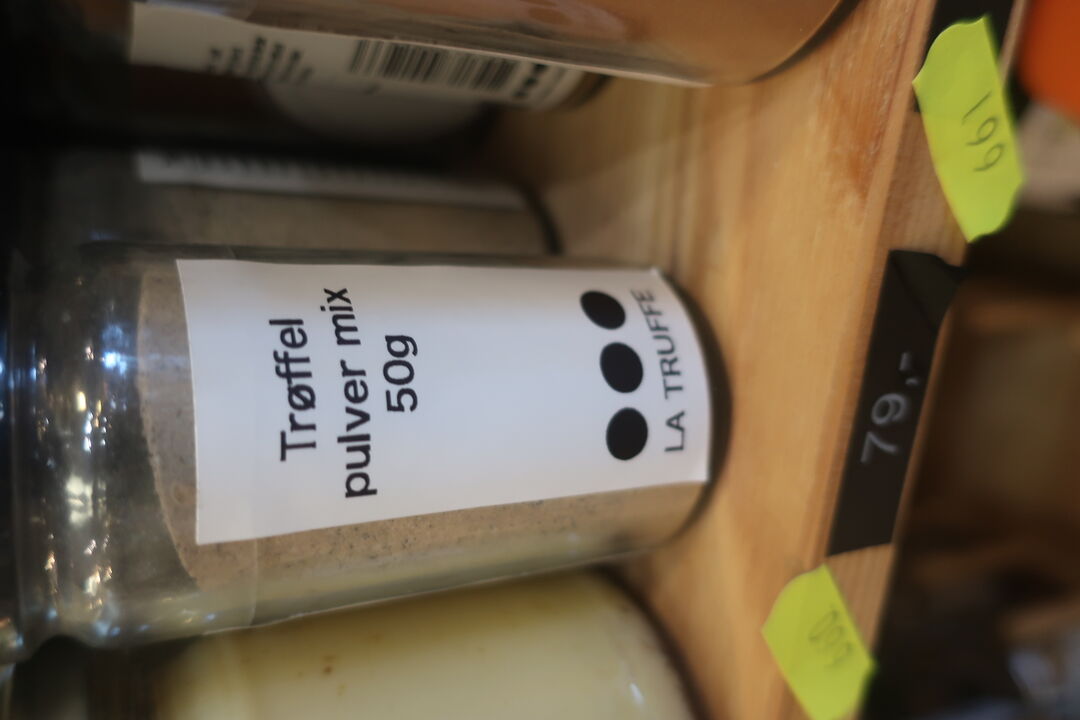 Trøffel
pulver mix
50g
LA TRUFFE
79,-
199